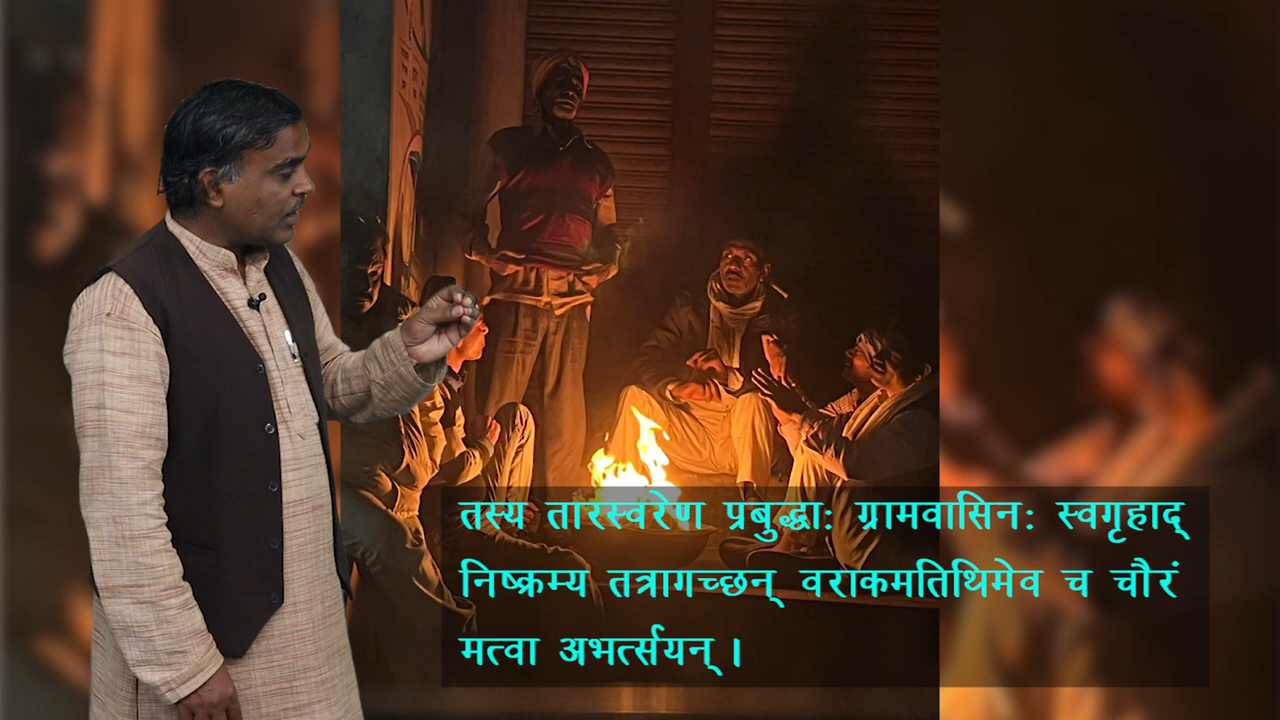 तस्य तारस्वरेण प्रबुद्धाः ग्रामवासिनः स्वगृहाद्
निष्क्रम्य तत्रागच्छन् वराकमतिथिमेव च चौरं
मत्वा अभर्त्सयन् ।